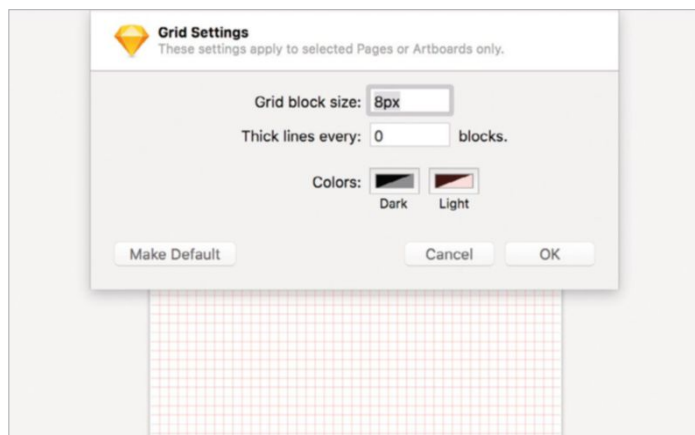 Grid Settings
These settings apply to selected Pages or Artboards only.
Grid block size: 8px
Thick lines every: 0 blocks.
Colors:
Dark Light
Make Default Cancel OK